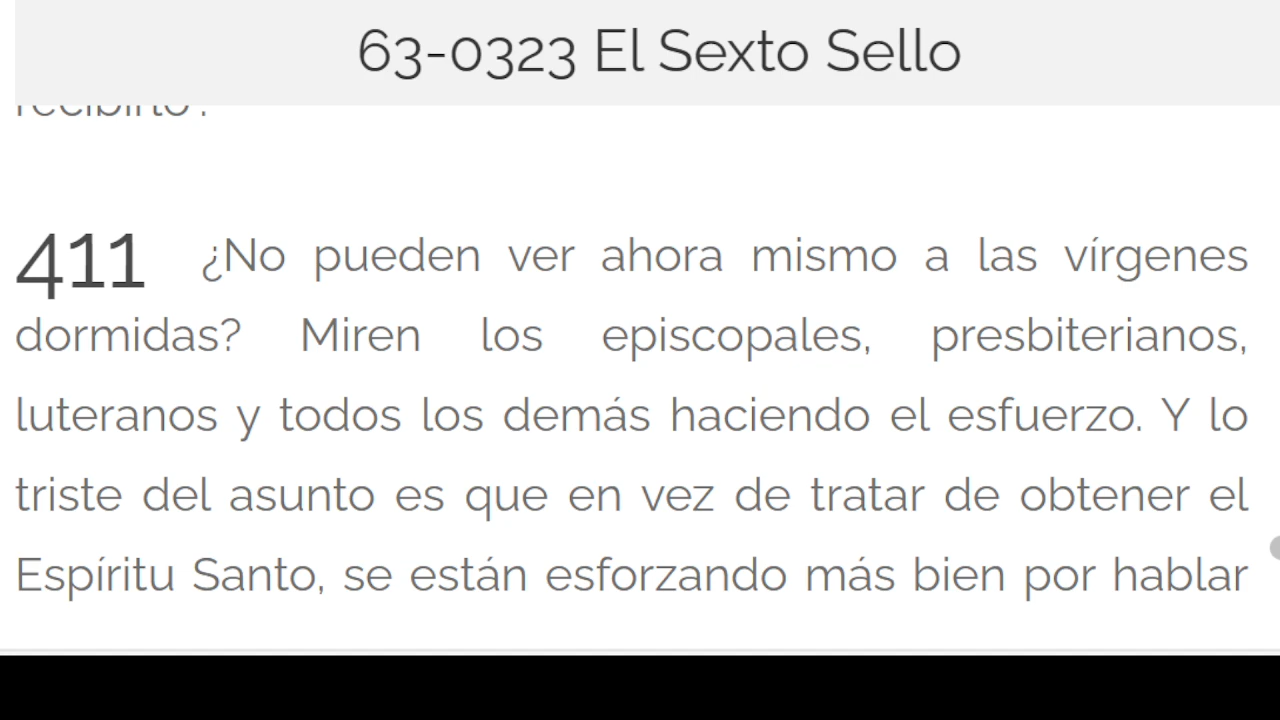 63-0323 El Sexto Sello
recibirlo?
411 ¿No pueden ver ahora mismo a las vírgenes
dormidas? Miren los episcopales, presbiterianos,
luteranos y todos los demás haciendo el esfuerzo. Y lo
triste del asunto es que en vez de tratar de obtener el
Espíritu Santo, se están esforzando más bien por hablar